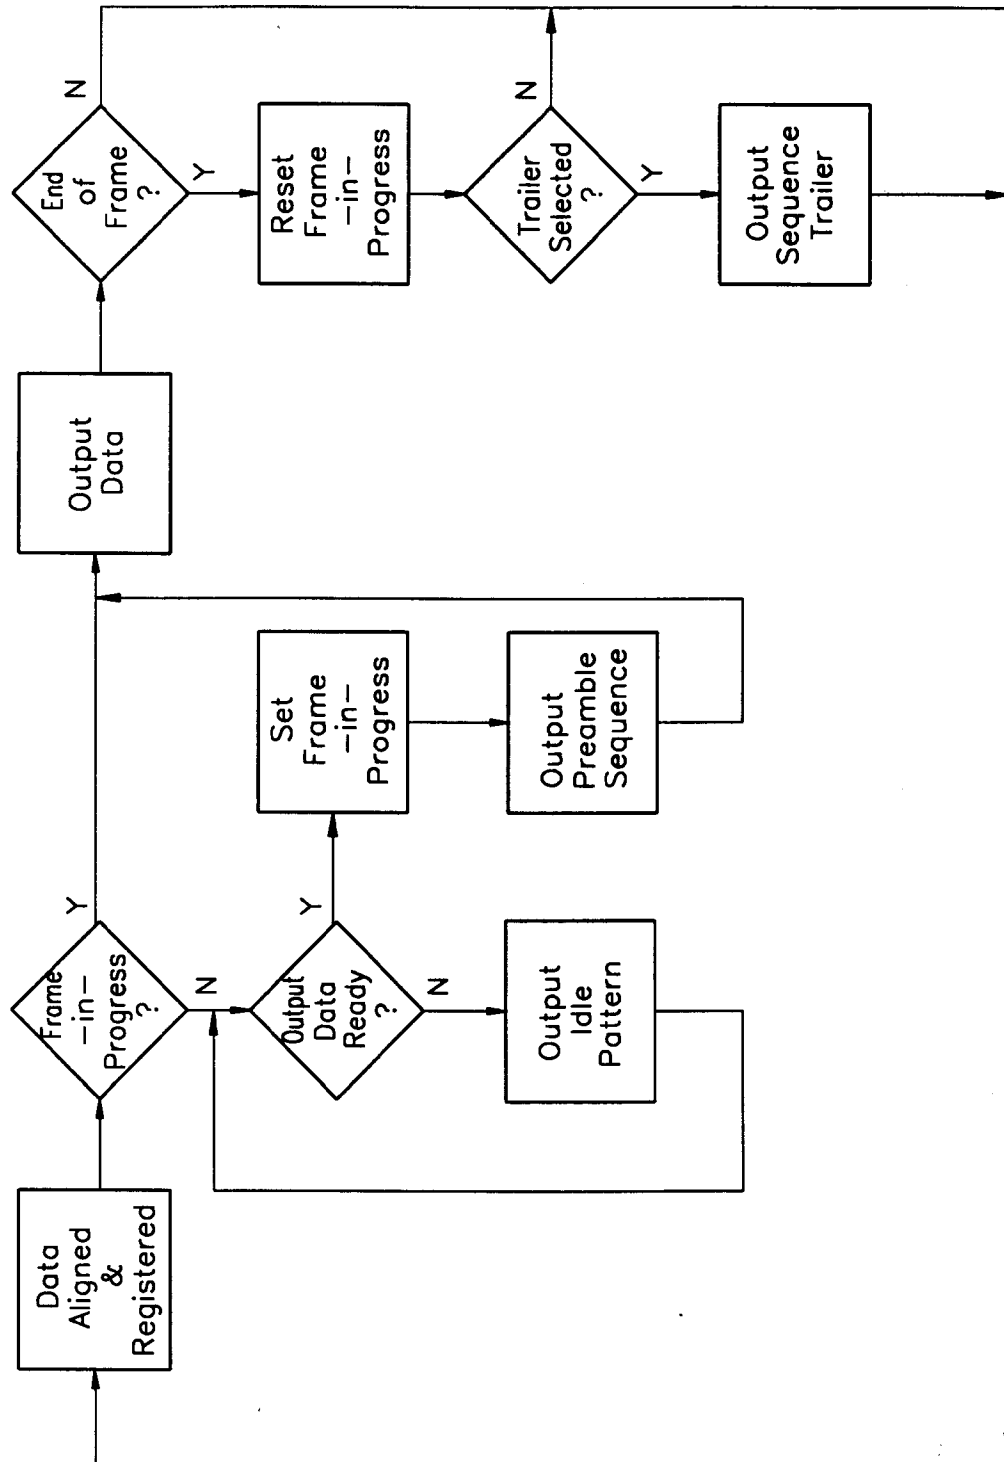 Data
Aligned
&
Registered
Frame
-in-
Progress
?
Y
N
Output
Data
Ready
?
Y
N
Output
Idle
Pattern
Set
Frame
-in-
Progress
Output
Preamble
Sequence
Output
Data
End
of
Frame
?
N
Y
Reset
Frame
-in-
Progress
Trailer
Selected
?
N
Y
Output
Sequence
Trailer